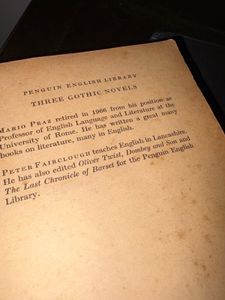 PENGUIN ENGLISH LIBRARY
THREE GOTHIC NOVELS
MARIO PRAZ retired in 1966 from his position as
Professor of English Language and Literature at the
University of Rome. He has written a great many
books on literature, many in English.
PETER FAIRCLOUGH teaches English in Lancashire.
He has also edited Oliver Twist, Dombey and Son and
The Last Chronicle of Barset for the Penguin English
Library.